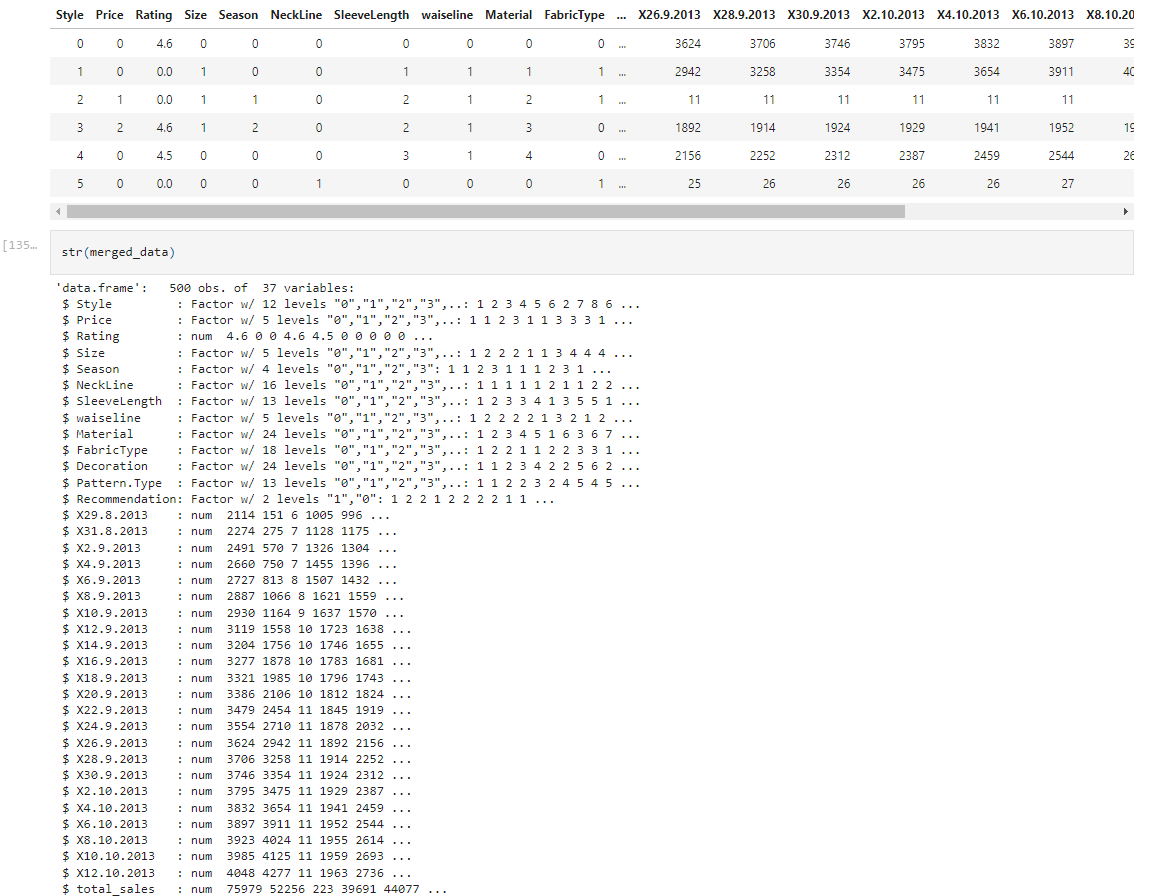 Style Price Rating Size Season NeckLine SleeveLength waiseline Material FabricType ... X26.9.2013 X28.9.2013 X30.9.2013 X2.10.2013 X4.10.2013 X6.10.2013 X8.10.20
0 0 4.6 0 0 0 0 0 0 0 ... 3624 3706 3746 3795 3832 3897 39
1 0 0.0 1 0 0 1 1 1 1 ... 2942 3258 3354 3475 3654 3911 40
2 1 0.0 1 1 0 2 1 2 1 ... 11 11 11 11 11 11
3 2 4.6 1 2 0 2 1 3 0 ... 1892 1914 1924 1929 1941 1952 19
4 0 4.5 0 0 0 3 1 4 0 ... 2156 2252 2312 2387 2459 2544 26
5 0 0.0 0 0 1 0 0 0 1 ... 25 26 26 26 26 27
[135...
str(merged_data)
'data.frame': 500 obs. of 37 variables:
$ Style : Factor w/ 12 levels "0","1","2","3",..: 1 2 3 4 5 6 2 7 8 6 ...
$ Price : Factor w/ 5 levels "0","1","2","3",..: 1 1 2 3 1 1 3 3 3 1 ...
$ Rating : num 4.6 0 0 4.6 4.5 0 0 0 0 0 ...
$ Size : Factor w/ 5 levels "0","1","2","3",..: 1 2 2 2 1 1 3 4 4 4 ...
$ Season : Factor w/ 4 levels "0","1","2","3": 1 1 2 3 1 1 1 2 3 1 ...
$ NeckLine : Factor w/ 16 levels "0","1","2","3",..: 1 1 1 1 1 2 1 1 2 2 ...
$ SleeveLength : Factor w/ 13 levels "0","1","2","3",..: 1 2 3 3 4 1 3 5 5 1 ...
$ waiseline : Factor w/ 5 levels "0","1","2","3",..: 1 2 2 2 2 1 3 2 1 2 ...
$ Material : Factor w/ 24 levels "0","1","2","3",..: 1 2 3 4 5 1 6 3 6 7 ...
$ FabricType : Factor w/ 18 levels "0","1","2","3",..: 1 2 2 1 1 2 2 3 3 1 ...
$ Decoration : Factor w/ 24 levels "0","1","2","3",..: 1 1 2 3 4 2 2 5 6 2 ...
$ Pattern.Type : Factor w/ 13 levels "0","1","2","3",..: 1 1 2 2 3 2 4 5 4 5 ...
$ Recommendation: Factor w/ 2 levels "1","0": 1 2 2 1 2 2 2 2 1 1 ...
$ X29.8.2013 : num 2114 151 6 1005 996 ...
$ X31.8.2013 : num 2274 275 7 1128 1175 ...
$ X2.9.2013 : num 2491 570 7 1326 1304 ...
$ X4.9.2013 : num 2660 750 7 1455 1396 ...
$ X6.9.2013 : num 2727 813 8 1507 1432 ...
$ X8.9.2013 : num 2887 1066 8 1621 1559 ...
$ X10.9.2013 : num 2930 1164 9 1637 1570 ...
$ X12.9.2013 : num 3119 1558 10 1723 1638 ...
$ X14.9.2013 : num 3204 1756 10 1746 1655 ...
$ X16.9.2013 : num 3277 1878 10 1783 1681 ...
$ X18.9.2013 : num 3321 1985 10 1796 1743 ...
$ X20.9.2013 : num 3386 2106 10 1812 1824 ...
$ X22.9.2013 : num 3479 2454 11 1845 1919 ...
$ X24.9.2013 : num 3554 2710 11 1878 2032 ...
$ X26.9.2013 : num 3624 2942 11 1892 2156 ...
$ X28.9.2013 : num 3706 3258 11 1914 2252 ...
$ X30.9.2013 : num 3746 3354 11 1924 2312 ...
$ X2.10.2013 : num 3795 3475 11 1929 2387 ...
$ X4.10.2013 : num 3832 3654 11 1941 2459 ...
$ X6.10.2013 : num 3897 3911 11 1952 2544 ...
$ X8.10.2013 : num 3923 4024 11 1955 2614 ...
$ X10.10.2013 : num 3985 4125 11 1959 2693 ...
$ X12.10.2013 : num 4048 4277 11 1963 2736 ...
$ total_sales : num 75979 52256 223 39691 44077 ...